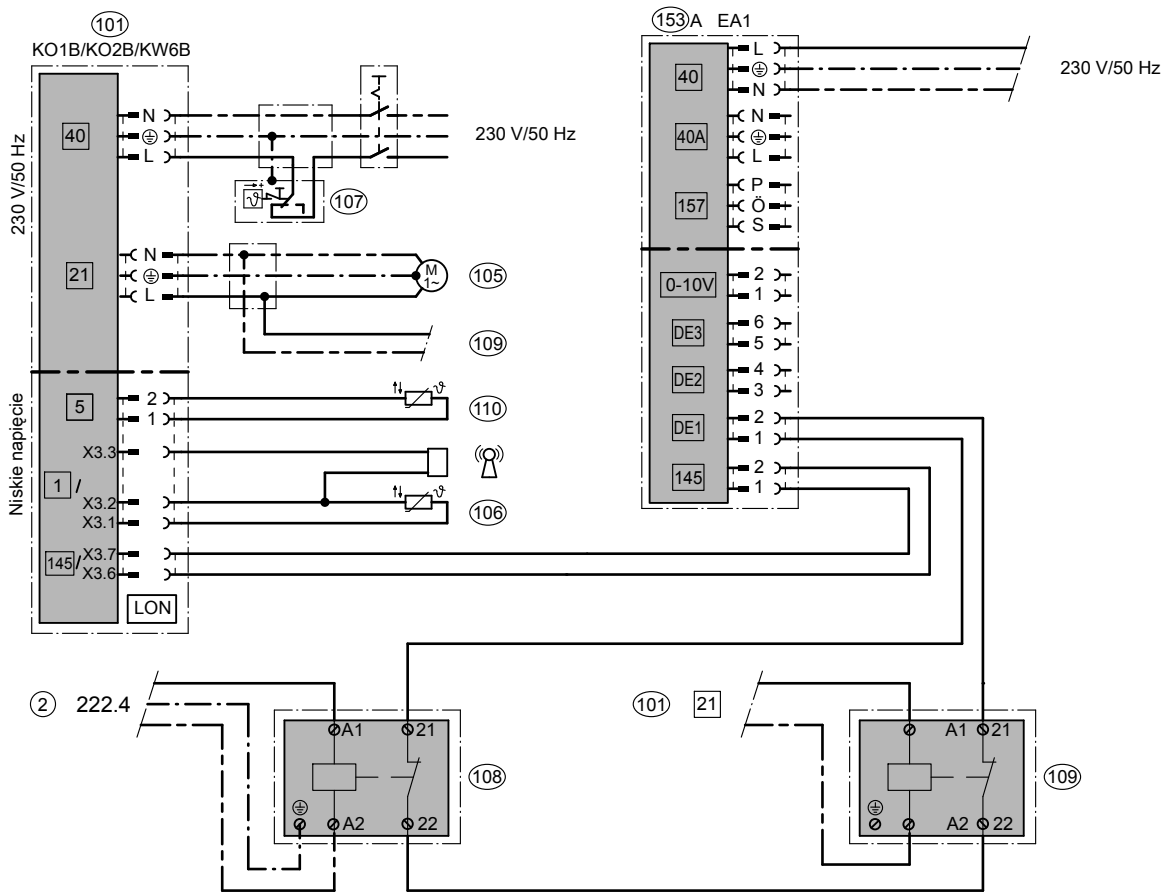 101
KO1B/KO2B/KW6B
230 V/50 Hz
40
N
L
230 V/50 Hz
ϑ
107
21
N
L
M
1~
105
109
Niskie napięcie
5
2
1
ϑ
110
X3.3
1 /
X3.2
X3.1
ϑ
106
145 /
X3.7
X3.6
LON
153 A EA1
40
L
N
230 V/50 Hz
40A
N
L
157
P
Ö
S
0-10V
2
1
DE3
6
5
DE2
4
3
DE1
2
1
145
2
1
2 222.4
A1 21
A2 22
108
101 21
A1 21
A2 22
109